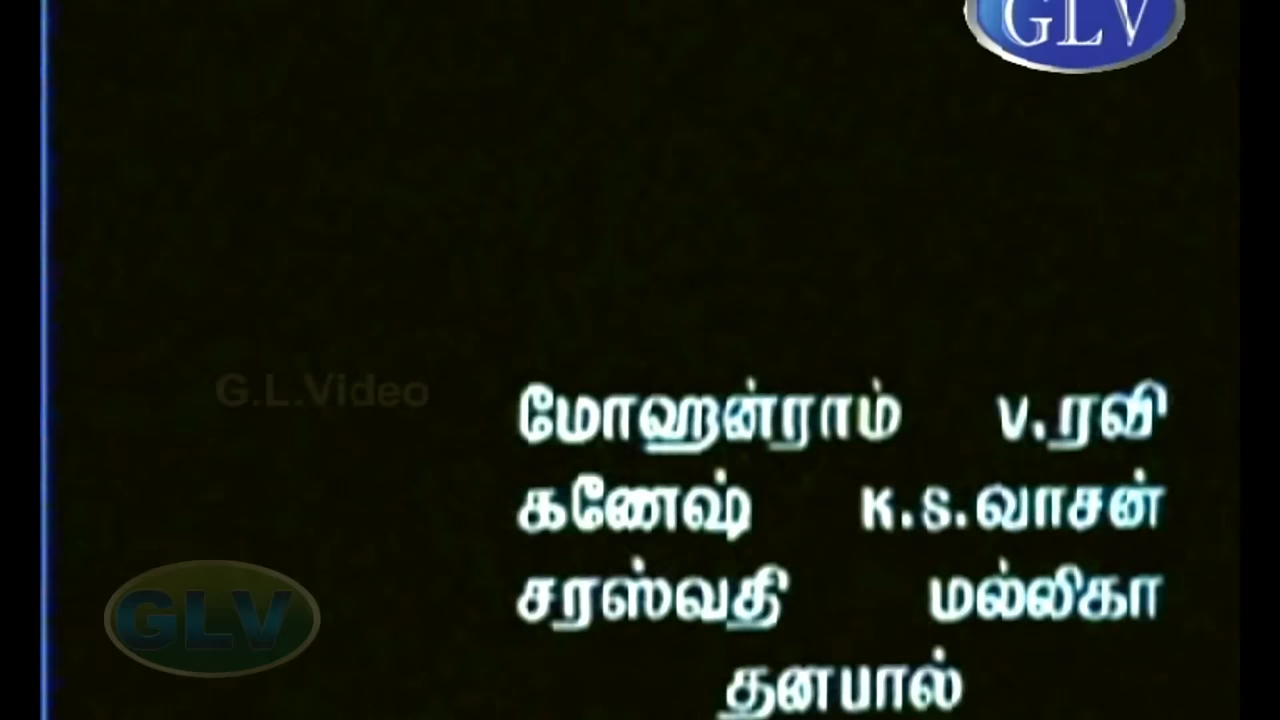 GLV
G.L.Video
மோஹன்ராம் V.ரவி
கணேஷ் K.S.வாசன்
சரஸ்வதி மல்லிகா
GLV
தனபால்